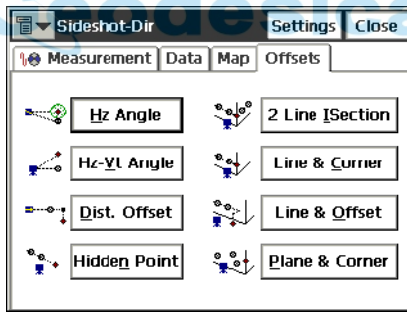 Sideshot-Dir Settings Close
Measurement Data Map Offsets
Hz Angle 2 Line ISection
Hz-Vt Angle Line & Curner
Dist. Offset Line & Offset
Hidden Point Plane & Corner